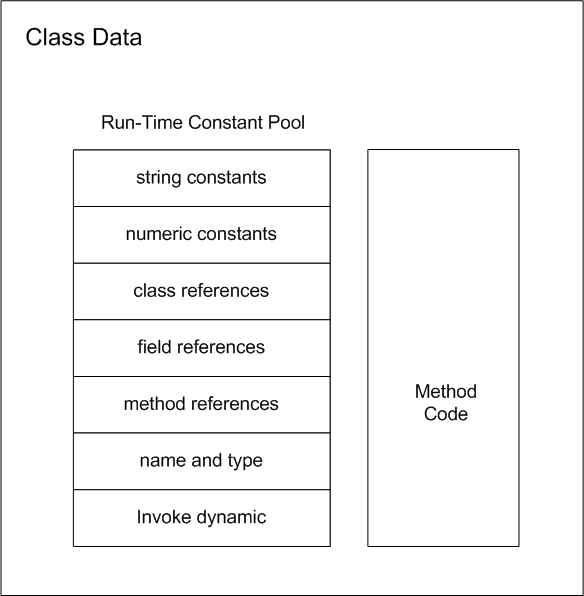 Class Data
Run-Time Constant Pool
string constants
numeric constants
class references
field references
method references
name and type
Invoke dynamic
Method
Code